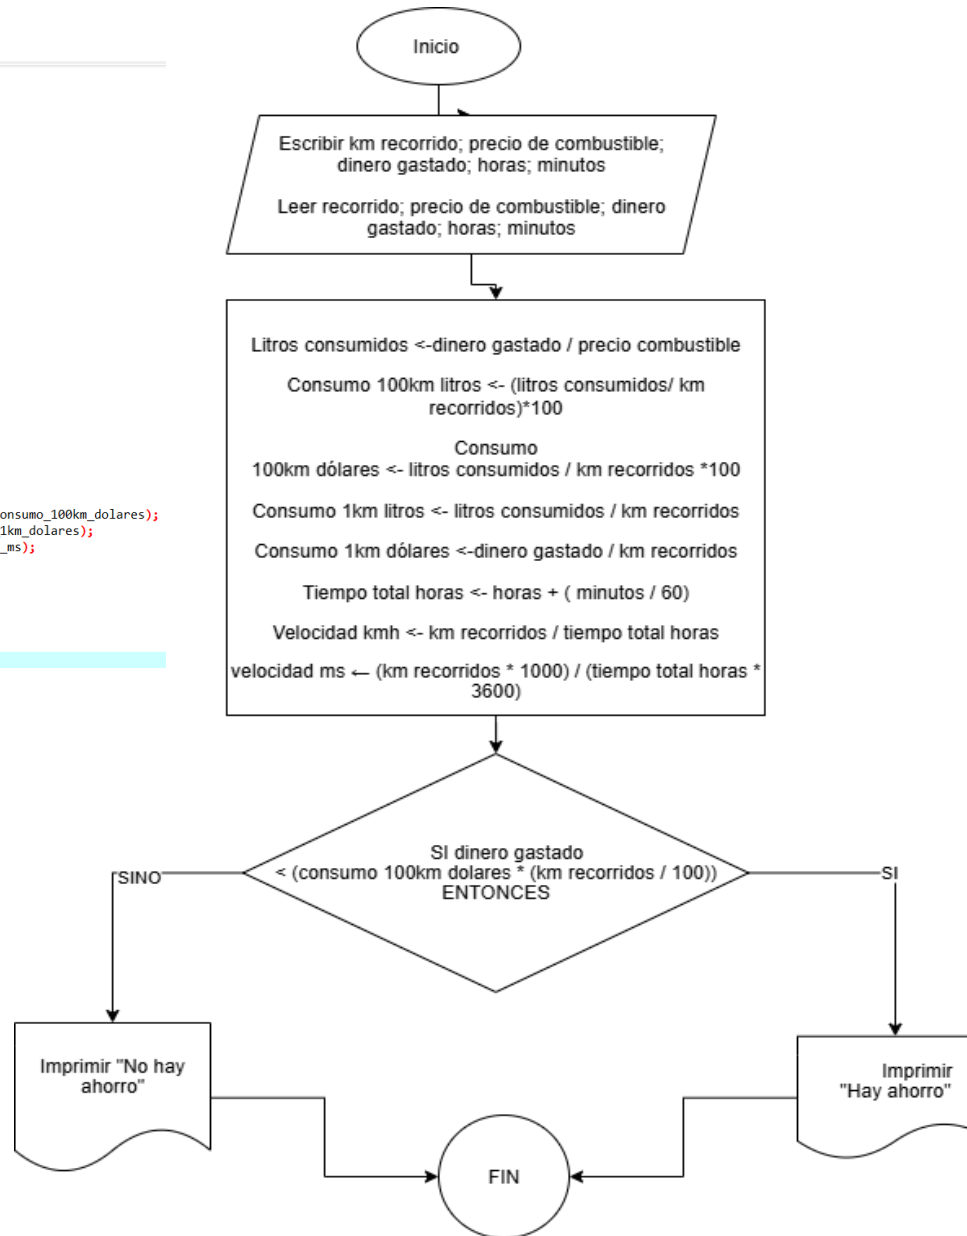 Inicio
Escribir km recorrido; precio de combustible;
dinero gastado; horas; minutos
Leer recorrido; precio de combustible; dinero
gastado; horas; minutos
Litros consumidos <-dinero gastado / precio combustible
Consumo 100km litros <- (litros consumidos/ km
recorridos)*100
Consumo
100km dólares <- litros consumidos / km recorridos *100
Consumo 1km litros <- litros consumidos / km recorridos
Consumo 1km dólares <-dinero gastado / km recorridos
Tiempo total horas <- horas + ( minutos / 60)
Velocidad kmh <- km recorridos / tiempo total horas
velocidad ms ← (km recorridos * 1000) / (tiempo total horas *
3600)
onsumo_100km_dolares);
1km_dolares);
_ms);
SI dinero gastado
< (consumo 100km dolares * (km recorridos / 100))
ENTONCES
SINO
SI
Imprimir "No hay
ahorro"
Imprimir
"Hay ahorro"
FIN